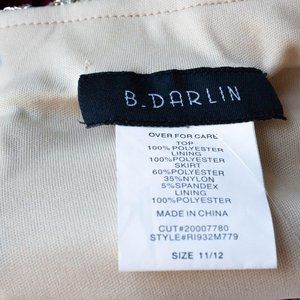 B.DARLIN
OVER FOR CARE
TOP
100%POLYESTER
LINING
100%POLYESTER
SKIRT
60%POLYESTER
35%NYLON
5%SPANDEX
LINING
100%POLYESTER
MADE IN CHINA
CUT#20007780
STYLE#RI932M779
SIZE 11/12